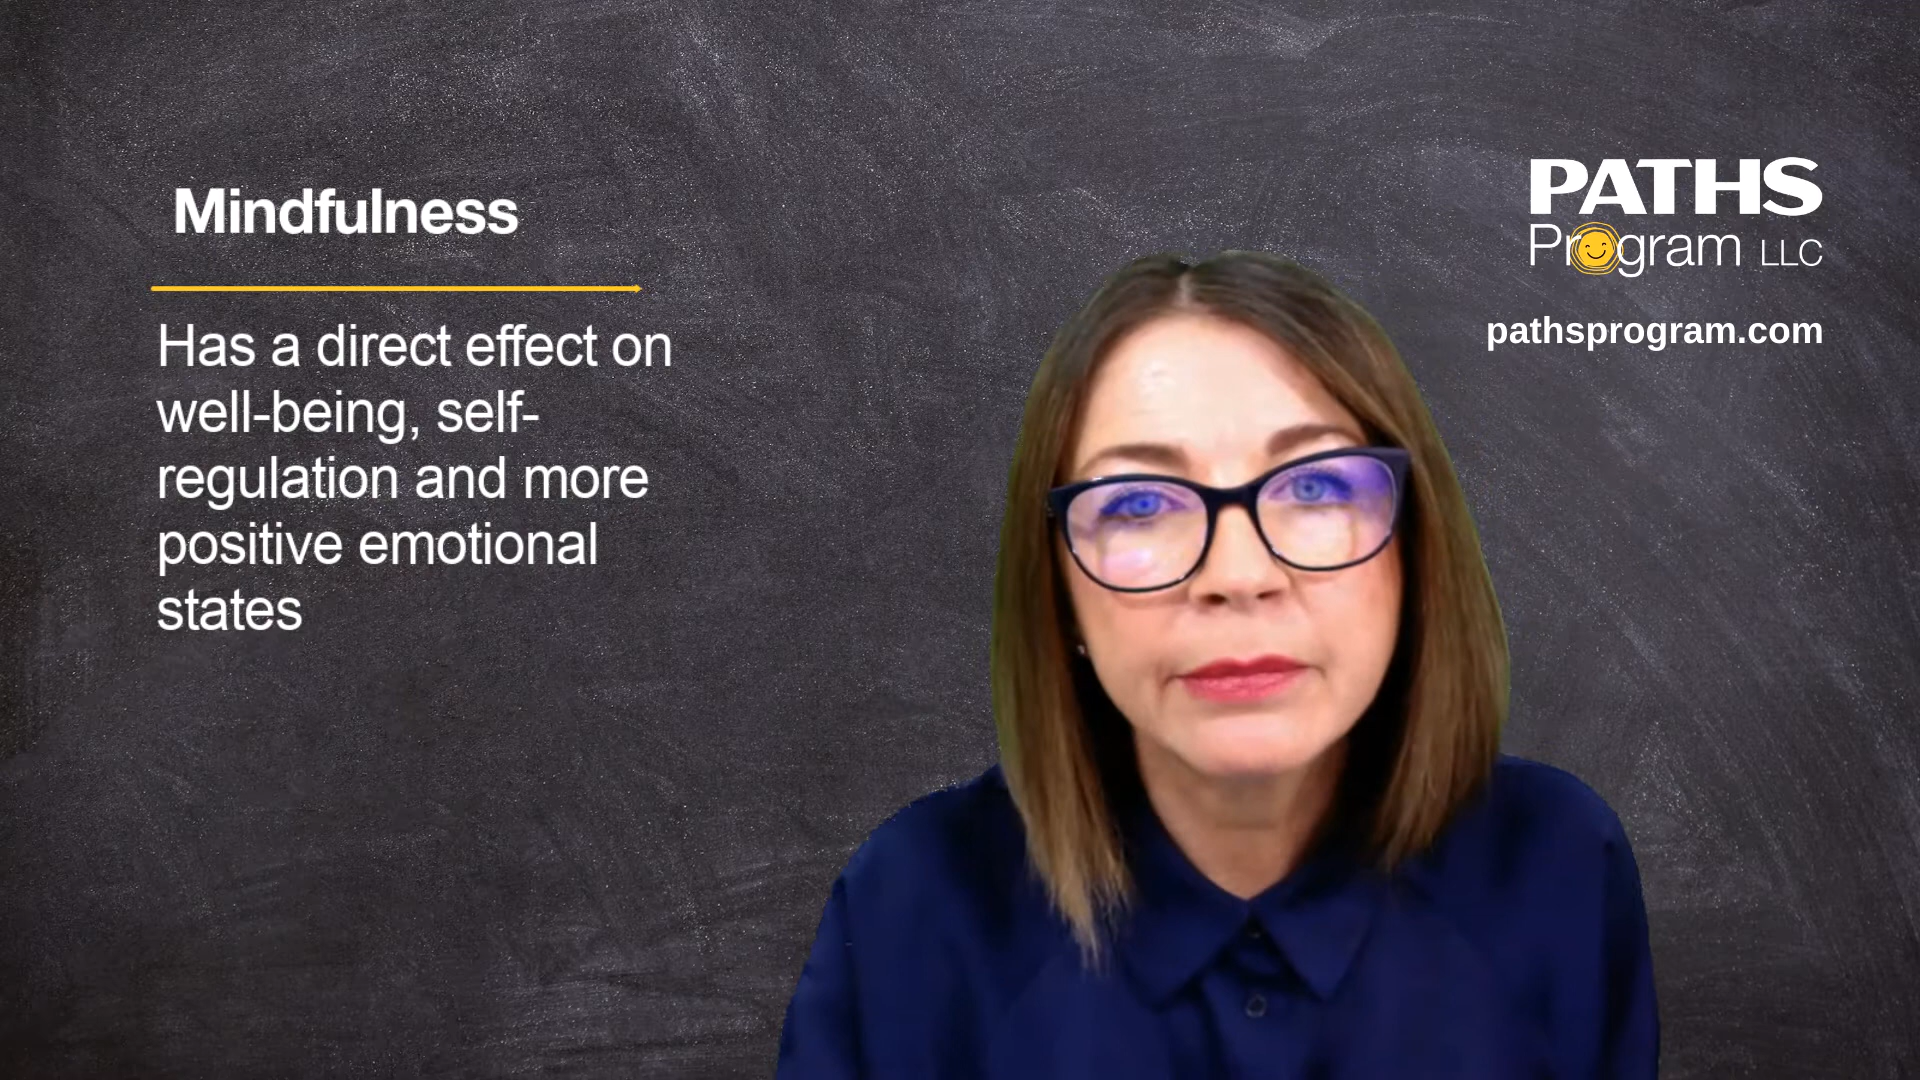 Mindfulness
Has a direct effect on
well-being, self-
regulation and more
positive emotional
states
PATHS
Program LLC
pathsprogram.com